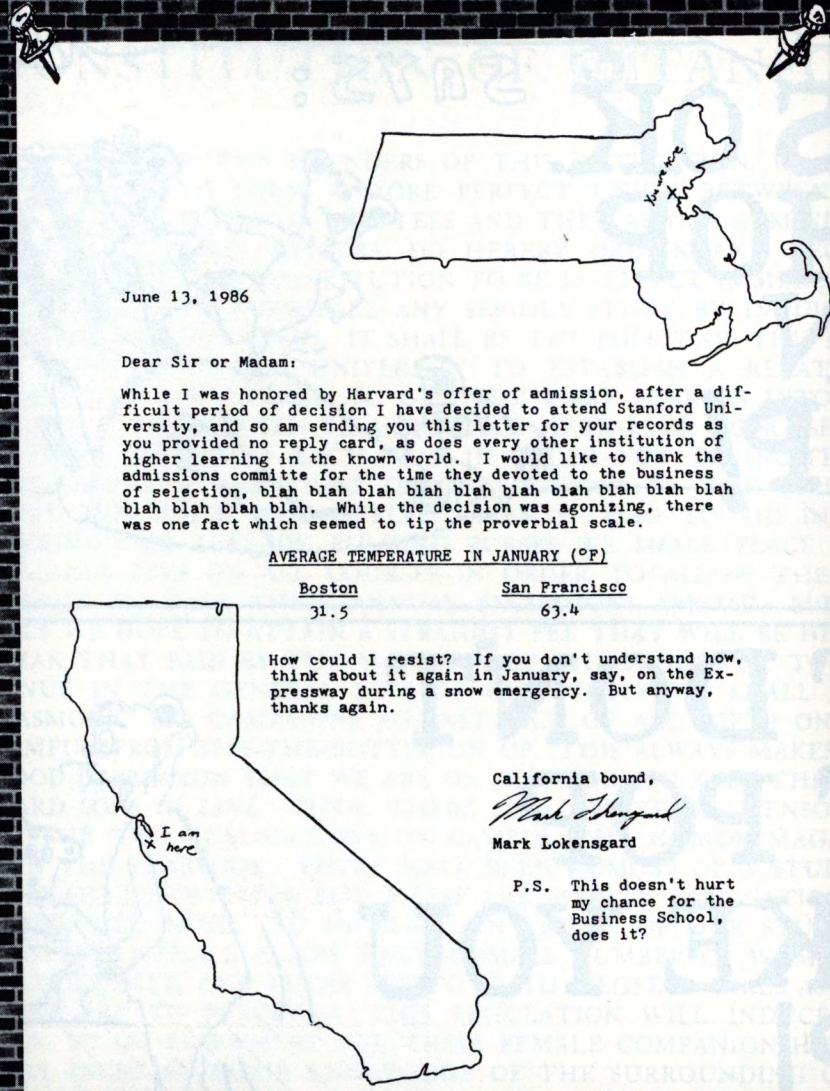 you are here
June 13, 1986
Dear Sir or Madam:
While I was honored by Harvard's offer of admission, after a dif-
ficult period of decision I have decided to attend Stanford Uni-
versity, and so am sending you this letter for your records as
you provided no reply card, as does every other institution of
higher learning in the known world. I would like to thank the
admissions committe for the time they devoted to the business
of selection, blah blah blah blah blah blah blah blah blah blah
blah blah blah blah. While the decision was agonizing, there
was one fact which seemed to tip the proverbial scale.
AVERAGE TEMPERATURE IN JANUARY (°F)
Boston San Francisco
31.5 63.4
How could I resist? If you don't understand how,
think about it again in January, say, on the Ex-
pressway during a snow emergency. But anyway,
thanks again.
California bound,
Mark Lokensgard
Mark Lokensgard
I am
here
P.S. This doesn't hurt
my chance for the
Business School,
does it?